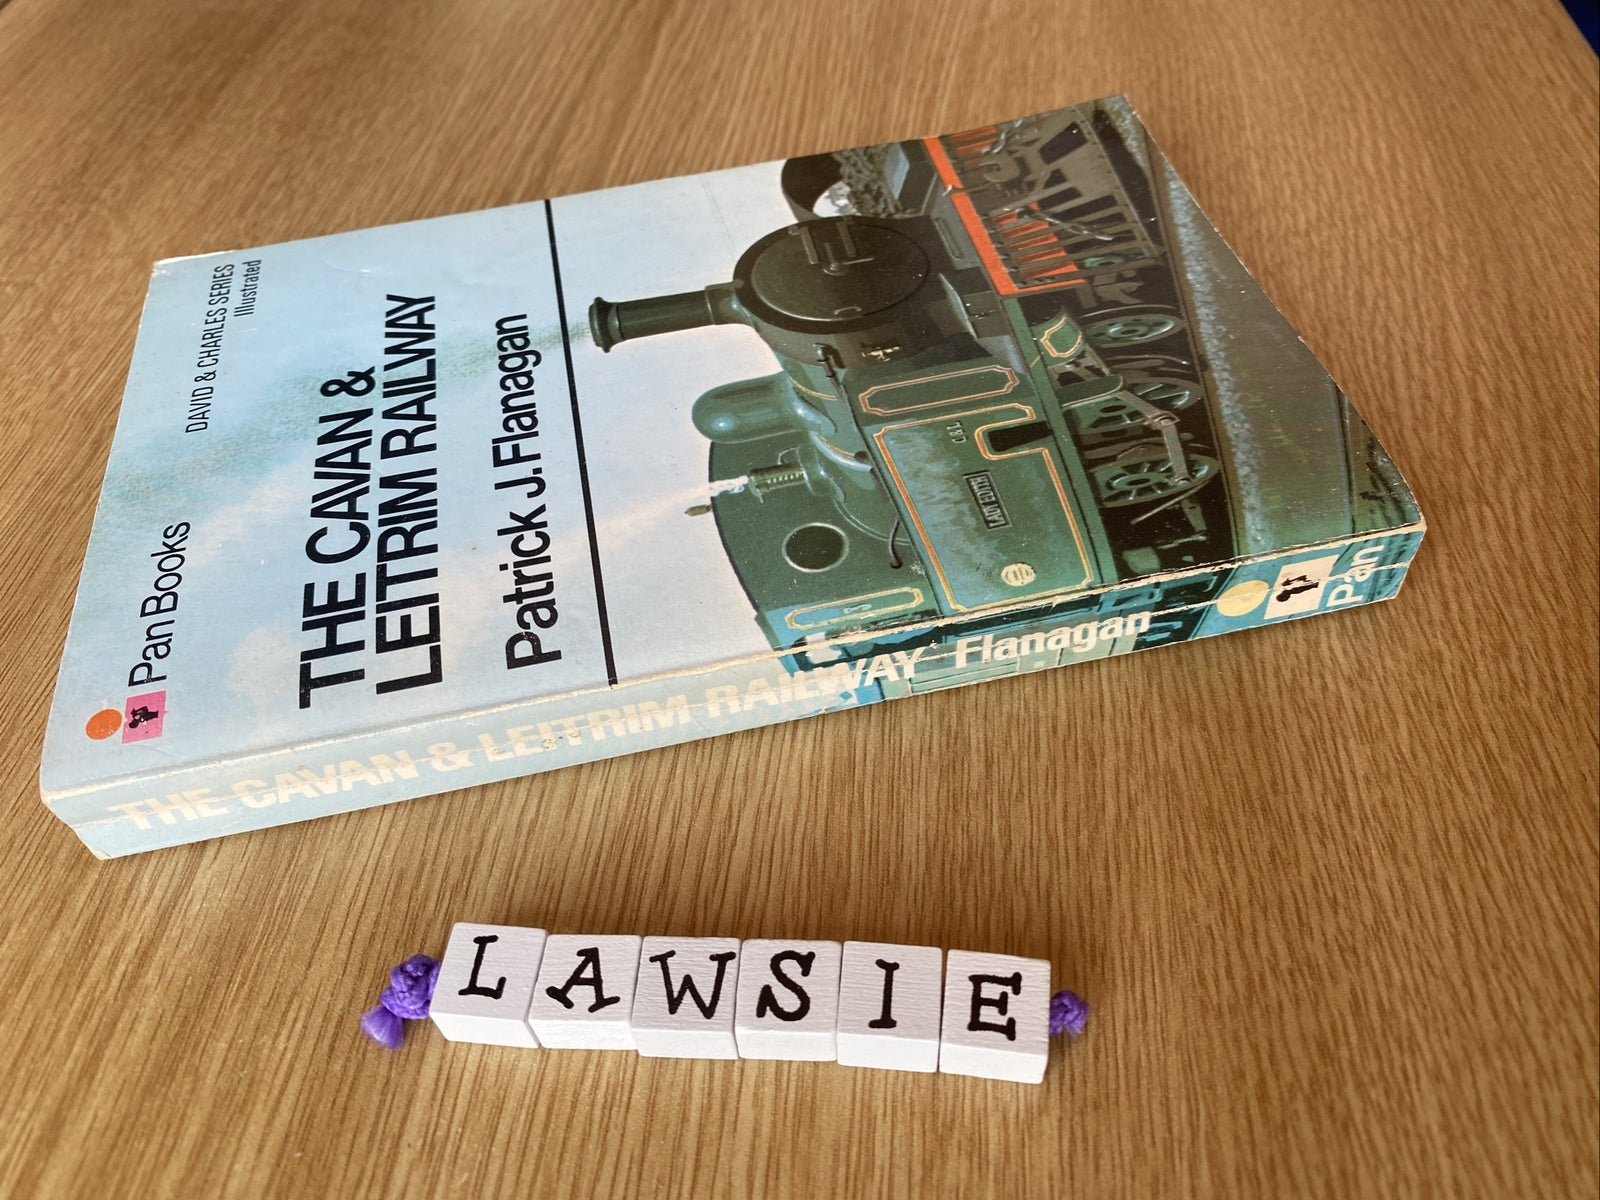 Pan Books
DAVID & CHARLES SERIES
Illustrated
THE CAVAN &
LEITRIM RAILWAY
Patrick J. Flanagan
THE CAVAN & LEITRIM RAILWAY Flanagan
Pan
LAWSIE